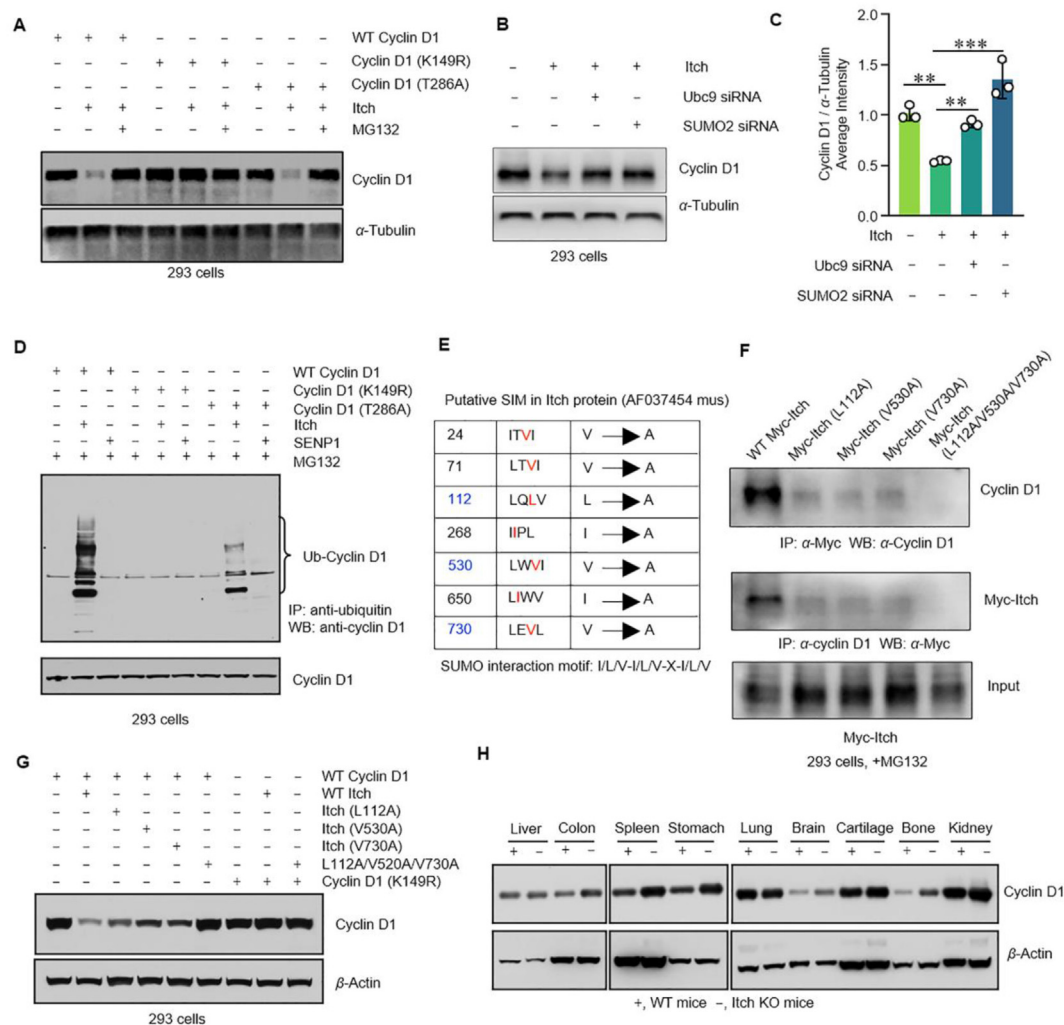 A
+ + + − − − − − − WT Cyclin D1
− − − + + + − − − Cyclin D1 (K149R)
− − − − − − + + + Cyclin D1 (T286A)
− + + − + + − + + Itch
− − + − − + − − + MG132
Cyclin D1
α-Tubulin
293 cells
B
− + + + Itch
− − + − Ubc9 siRNA
− − − + SUMO2 siRNA
Cyclin D1
α-Tubulin
293 cells
C
Cyclin D1 / α-Tubulin
Average Intensity
2.0
1.5
1.0
0.5
0.0
**
**
***
Itch − + + +
Ubc9 siRNA − − + −
SUMO2 siRNA − − − +
D
+ + + − − − − − − WT Cyclin D1
− − − + + + − − − Cyclin D1 (K149R)
− − − − − − + + + Cyclin D1 (T286A)
− + − − + − − + − Itch
− − + − − + − − + SENP1
+ + + + + + + + + MG132
Ub-Cyclin D1
IP: anti-ubiquitin
WB: anti-cyclin D1
Cyclin D1
293 cells
E
Putative SIM in Itch protein (AF037454 mus)
24 ITVI V A
71 LTVI V A
112 LQLV L A
268 IIPL I A
530 LWVI V A
650 LIWV I A
730 LEVL V A
SUMO interaction motif: I/L/V-I/L/V-X-I/L/V
F
WT Myc-Itch
Myc-Itch (L112A)
Myc-Itch (V530A)
Myc-Itch (V730A)
Myc-Itch
(L112A/V530A/V730A)
Cyclin D1
IP: α-Myc WB: α-Cyclin D1
Myc-Itch
IP: α-cyclin D1 WB: α-Myc
Input
Myc-Itch
293 cells, +MG132
G
+ + + + + + − − − WT Cyclin D1
− + − − − − − + − WT Itch
− − + − − − − − − Itch (L112A)
− − − + − − − − − Itch (V530A)
− − − − + − − − − Itch (V730A)
− − − − − + − − + L112A/V520A/V730A
− − − − − − + + + Cyclin D1 (K149R)
Cyclin D1
β-Actin
293 cells
H
Liver Colon Spleen Stomach Lung Brain Cartilage Bone Kidney
+ − + − + − + − + − + − + − + − + −
Cyclin D1
β-Actin
+, WT mice −, Itch KO mice